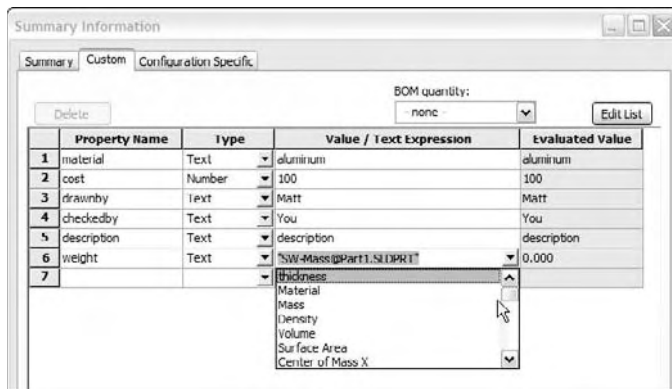 Summary Information
Summary Custom Configuration Specific
BOM quantity:
Delete - none - Edit List
Property Name Type Value / Text Expression Evaluated Value
1 material Text aluminum aluminum
2 cost Number 100 100
3 drawnby Text Matt Matt
4 checkedby Text You You
5 description Text description description
6 weight Text "SW-Mass@Part1.SLDPRT" 0.000
7 thickness
Material
Mass
Density
Volume
Surface Area
Center of Mass X